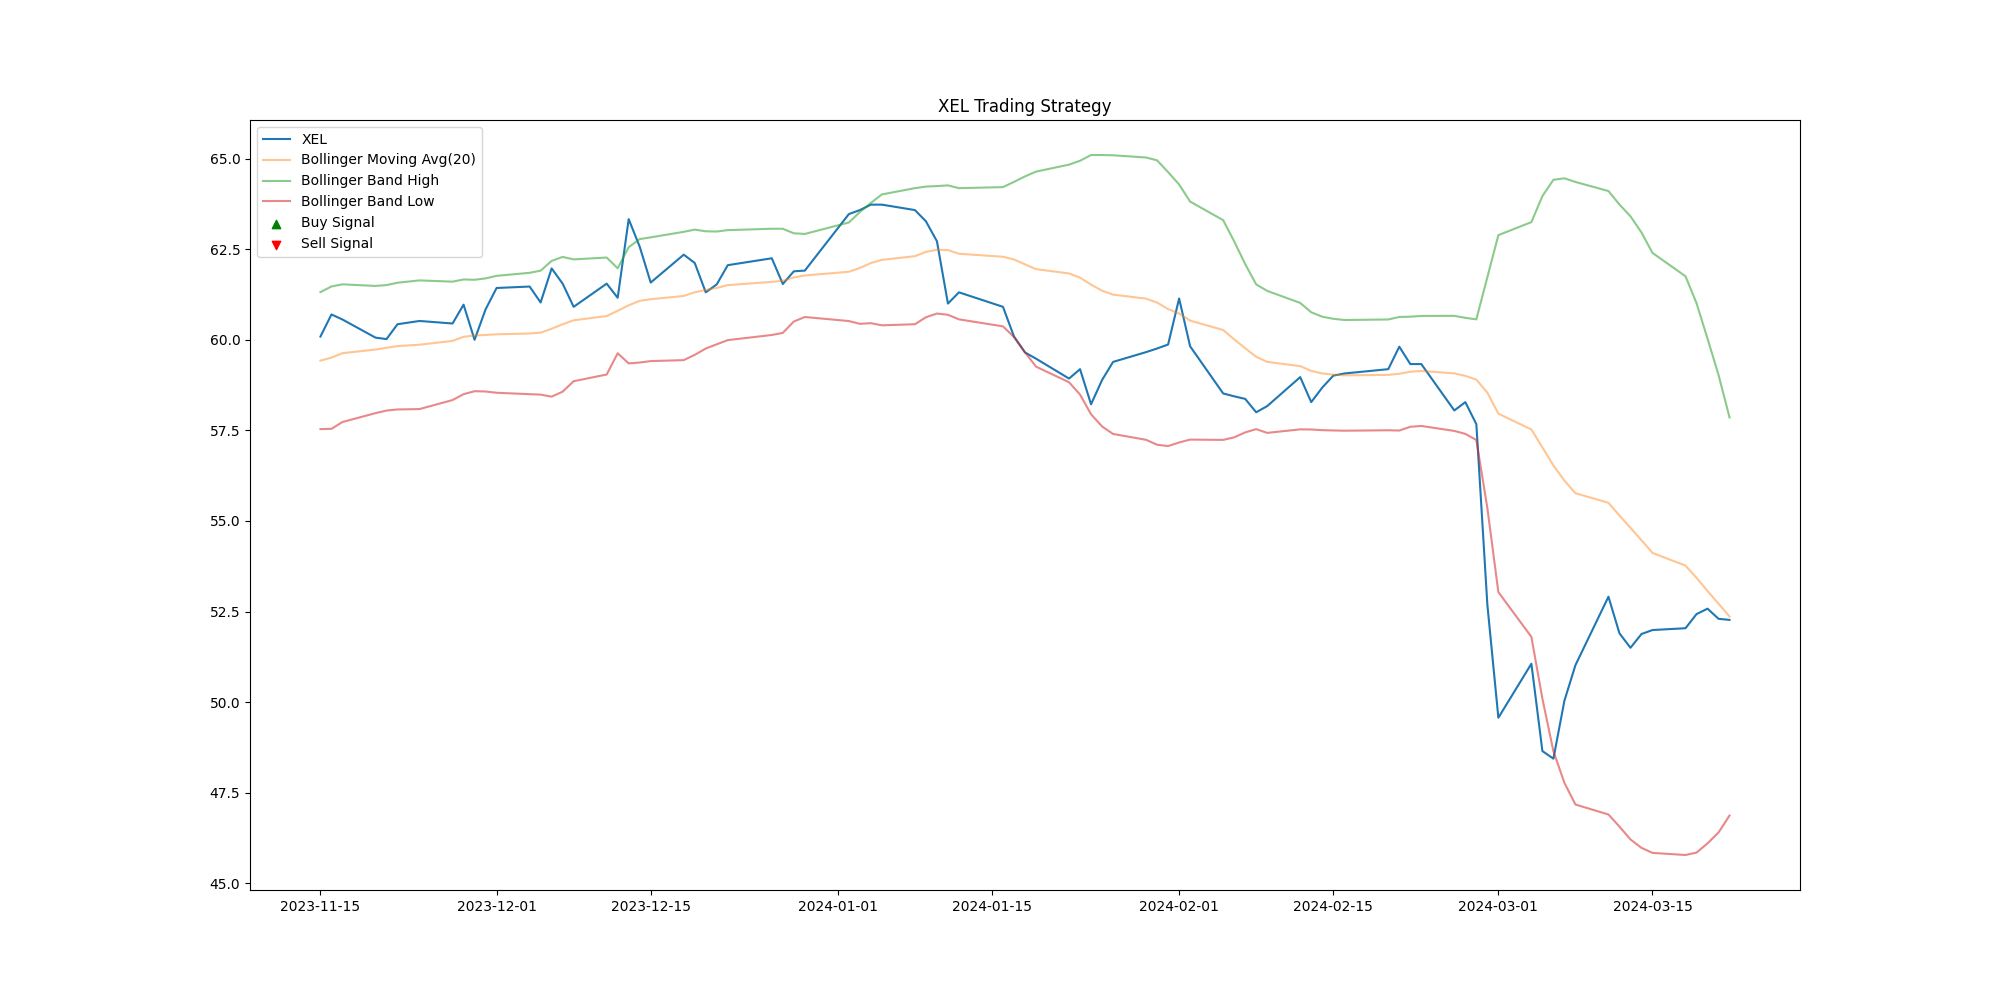 XEL Trading Strategy
XEL
Bollinger Moving Avg(20)
Bollinger Band High
Bollinger Band Low
Buy Signal
Sell Signal
65.0
62.5
60.0
57.5
55.0
52.5
50.0
47.5
45.0
2023-11-15 2023-12-01 2023-12-15 2024-01-01 2024-01-15 2024-02-01 2024-02-15 2024-03-01 2024-03-15